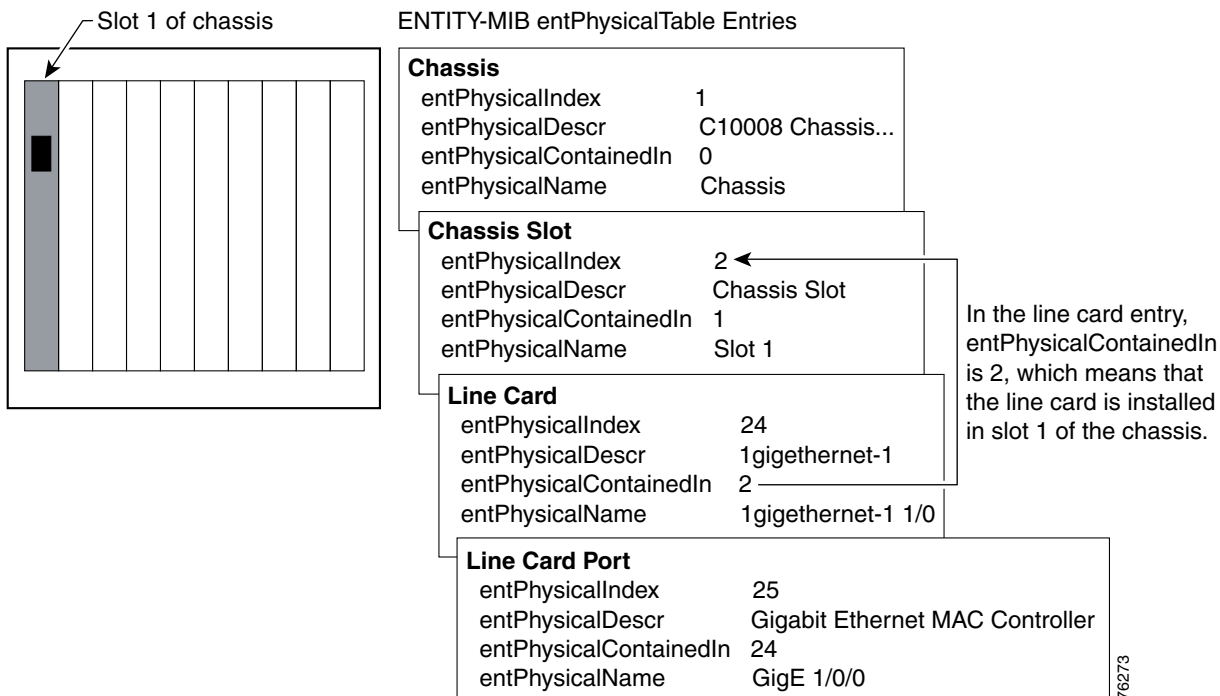 Slot 1 of chassis
ENTITY-MIB entPhysicalTable Entries
Chassis
entPhysicalIndex 1
entPhysicalDescr C10008 Chassis...
entPhysicalContainedIn 0
entPhysicalName Chassis
Chassis Slot
entPhysicalIndex 2
entPhysicalDescr Chassis Slot
entPhysicalContainedIn 1
entPhysicalName Slot 1
Line Card
entPhysicalIndex 24
entPhysicalDescr 1gigethernet-1
entPhysicalContainedIn 2
entPhysicalName 1gigethernet-1 1/0
Line Card Port
entPhysicalIndex 25
entPhysicalDescr Gigabit Ethernet MAC Controller
entPhysicalContainedIn 24
entPhysicalName GigE 1/0/0
In the line card entry,
entPhysicalContainedIn
is 2, which means that
the line card is installed
in slot 1 of the chassis.
76273